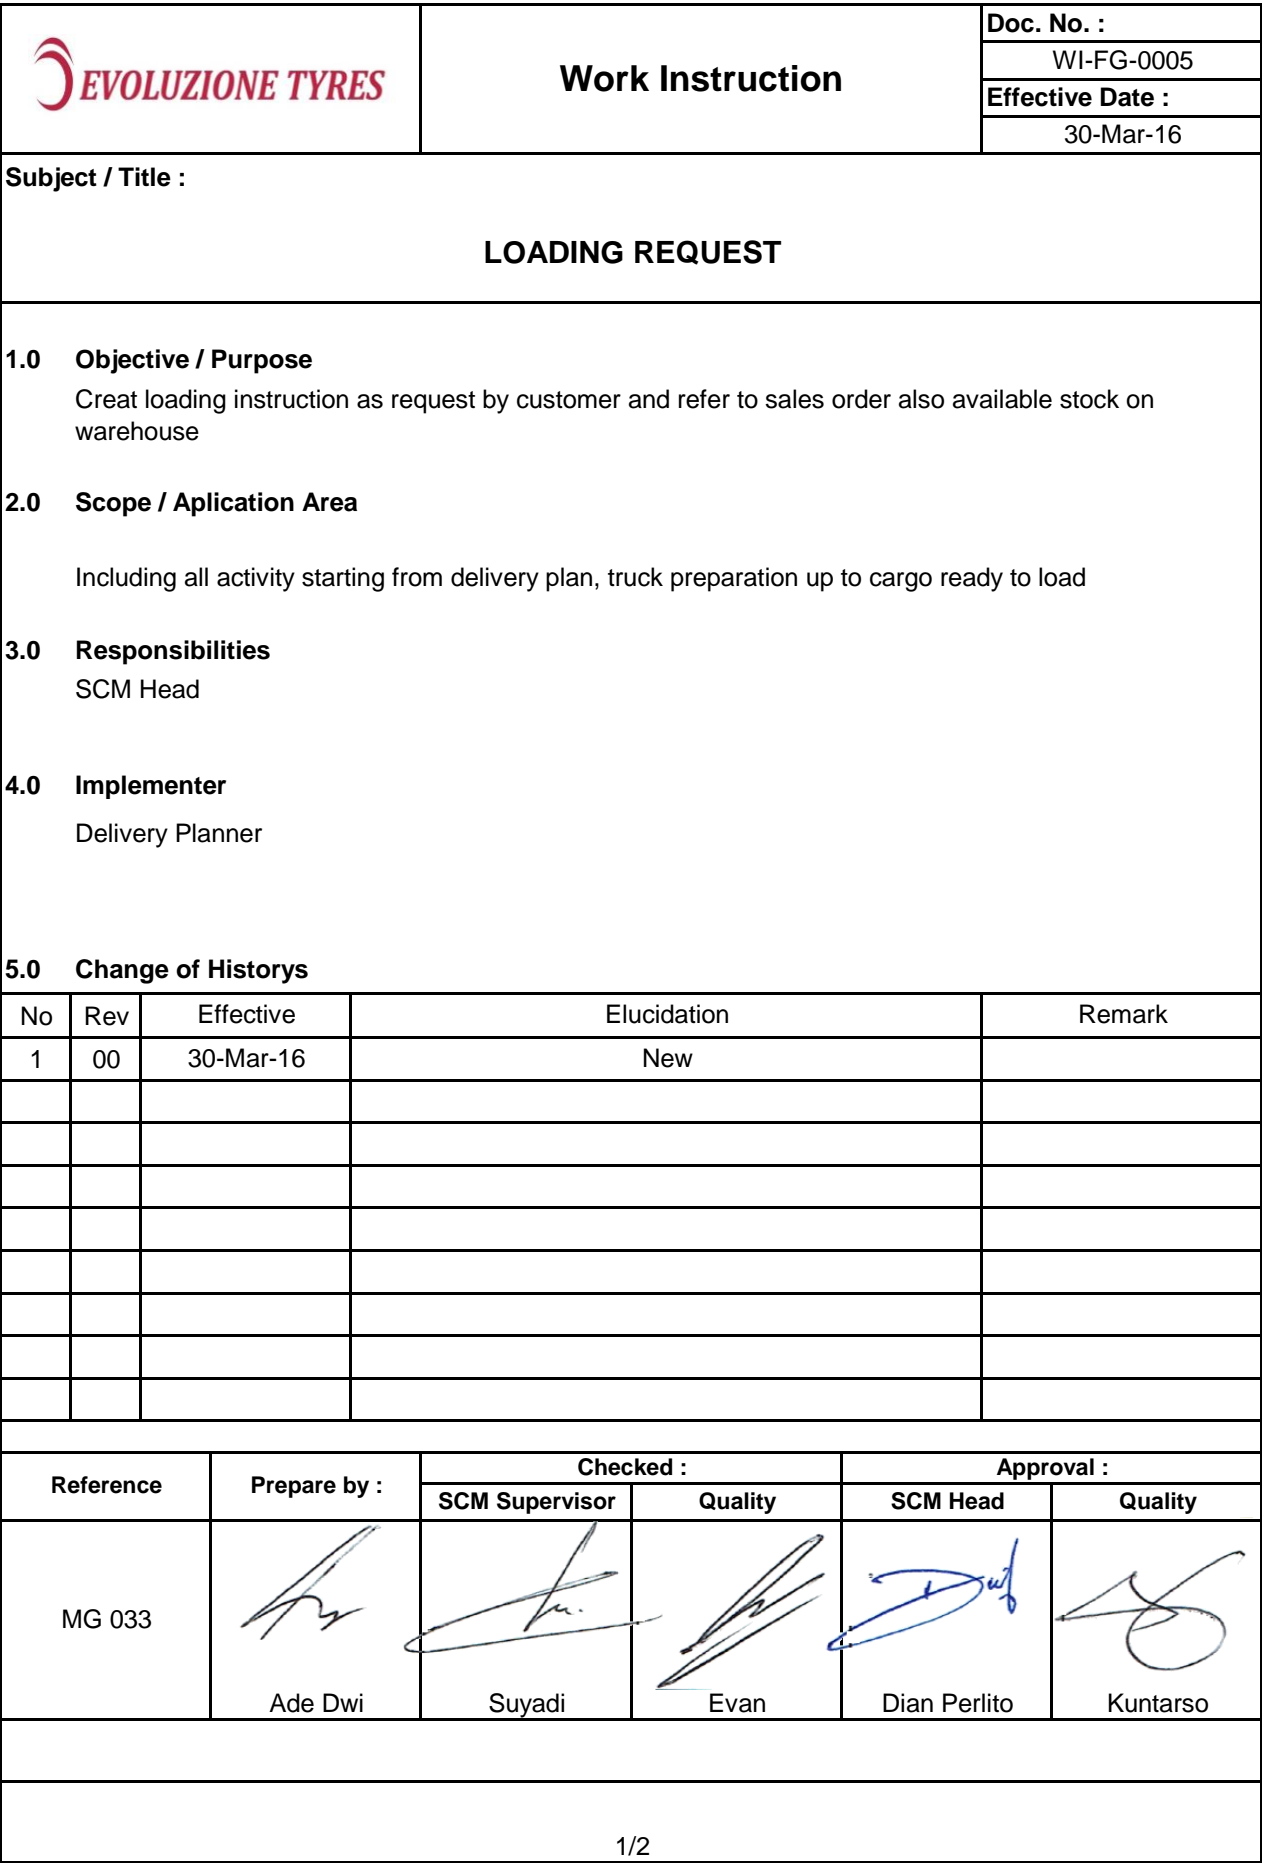 EVOLUZIONE TYRES
Work Instruction
Doc. No. :
WI-FG-0005
Effective Date :
30-Mar-16
Subject / Title :
LOADING REQUEST
1.0 Objective / Purpose
Creat loading instruction as request by customer and refer to sales order also available stock on
warehouse
2.0 Scope / Aplication Area
Including all activity starting from delivery plan, truck preparation up to cargo ready to load
3.0 Responsibilities
SCM Head
4.0 Implementer
Delivery Planner
5.0 Change of Historys
No Rev Effective Elucidation Remark
1 00 30-Mar-16 New
Reference Prepare by : Checked : Approval :
SCM Supervisor Quality SCM Head Quality
MG 033
Ade Dwi Suyadi Evan Dian Perlito Kuntarso
1/2